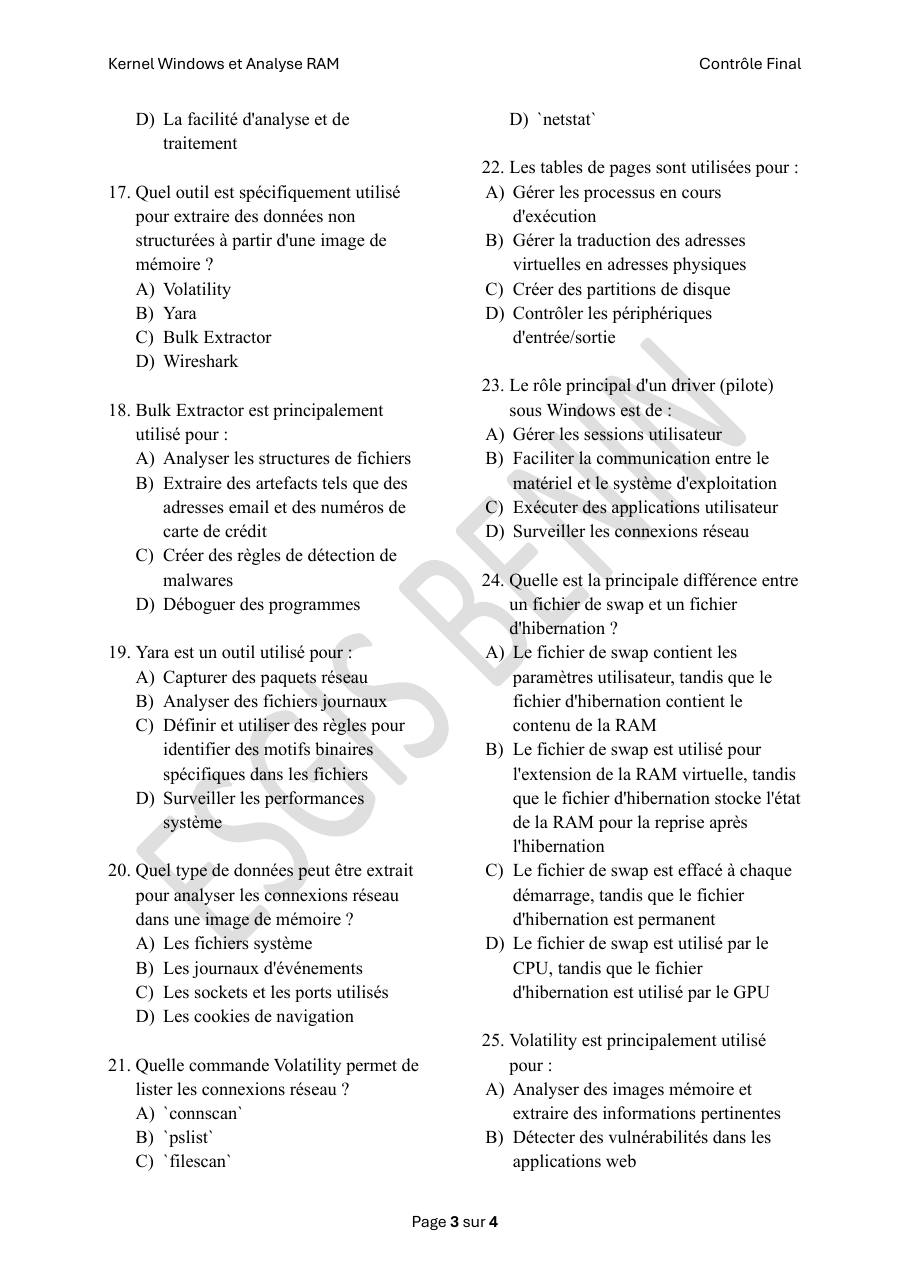 Kernel Windows et Analyse RAM
Contrôle Final
D) La facilité d'analyse et de
traitement
17. Quel outil est spécifiquement utilisé
pour extraire des données non
structurées à partir d'une image de
mémoire ?
A) Volatility
B) Yara
C) Bulk Extractor
D) Wireshark
18. Bulk Extractor est principalement
utilisé pour :
A) Analyser les structures de fichiers
B) Extraire des artefacts tels que des
adresses email et des numéros de
carte de crédit
C) Créer des règles de détection de
malwares
D) Déboguer des programmes
19. Yara est un outil utilisé pour :
A) Capturer des paquets réseau
B) Analyser des fichiers journaux
C) Définir et utiliser des règles pour
identifier des motifs binaires
spécifiques dans les fichiers
D) Surveiller les performances
système
20. Quel type de données peut être extrait
pour analyser les connexions réseau
dans une image de mémoire ?
A) Les fichiers système
B) Les journaux d'événements
C) Les sockets et les ports utilisés
D) Les cookies de navigation
21. Quelle commande Volatility permet de
lister les connexions réseau ?
A) `connscan`
B) `pslist`
C) `filescan`
D) `netstat`
22. Les tables de pages sont utilisées pour :
A) Gérer les processus en cours
d'exécution
B) Gérer la traduction des adresses
virtuelles en adresses physiques
C) Créer des partitions de disque
D) Contrôler les périphériques
d'entrée/sortie
23. Le rôle principal d'un driver (pilote)
sous Windows est de :
A) Gérer les sessions utilisateur
B) Faciliter la communication entre le
matériel et le système d'exploitation
C) Exécuter des applications utilisateur
D) Surveiller les connexions réseau
24. Quelle est la principale différence entre
un fichier de swap et un fichier
d'hibernation ?
A) Le fichier de swap contient les
paramètres utilisateur, tandis que le
fichier d'hibernation contient le
contenu de la RAM
B) Le fichier de swap est utilisé pour
l'extension de la RAM virtuelle, tandis
que le fichier d'hibernation stocke l'état
de la RAM pour la reprise après
l'hibernation
C) Le fichier de swap est effacé à chaque
démarrage, tandis que le fichier
d'hibernation est permanent
D) Le fichier de swap est utilisé par le
CPU, tandis que le fichier
d'hibernation est utilisé par le GPU
25. Volatility est principalement utilisé
pour :
A) Analyser des images mémoire et
extraire des informations pertinentes
B) Détecter des vulnérabilités dans les
applications web
ESGIS BENIN
Page 3 sur 4